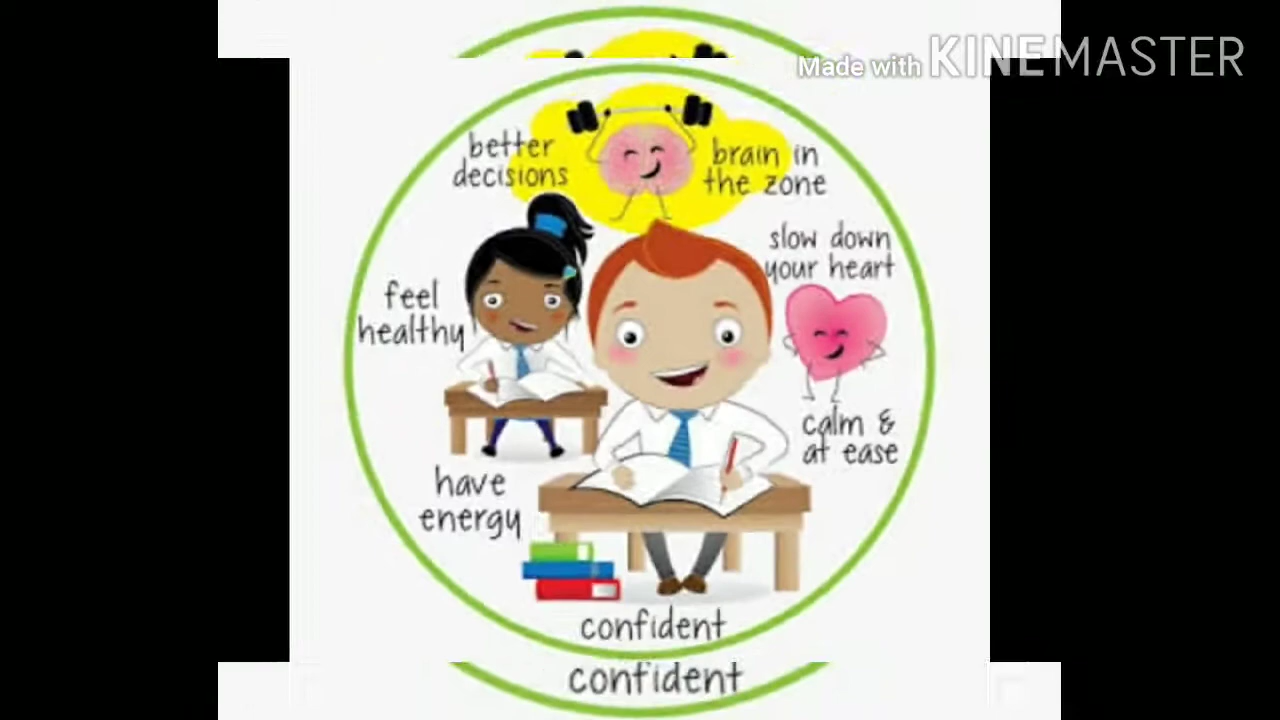 Made with KINEMASTER
better
decisions
brain in
the zone
slow down
your heart
feel
healthy
calm &
at ease
have
energy
confident
confident